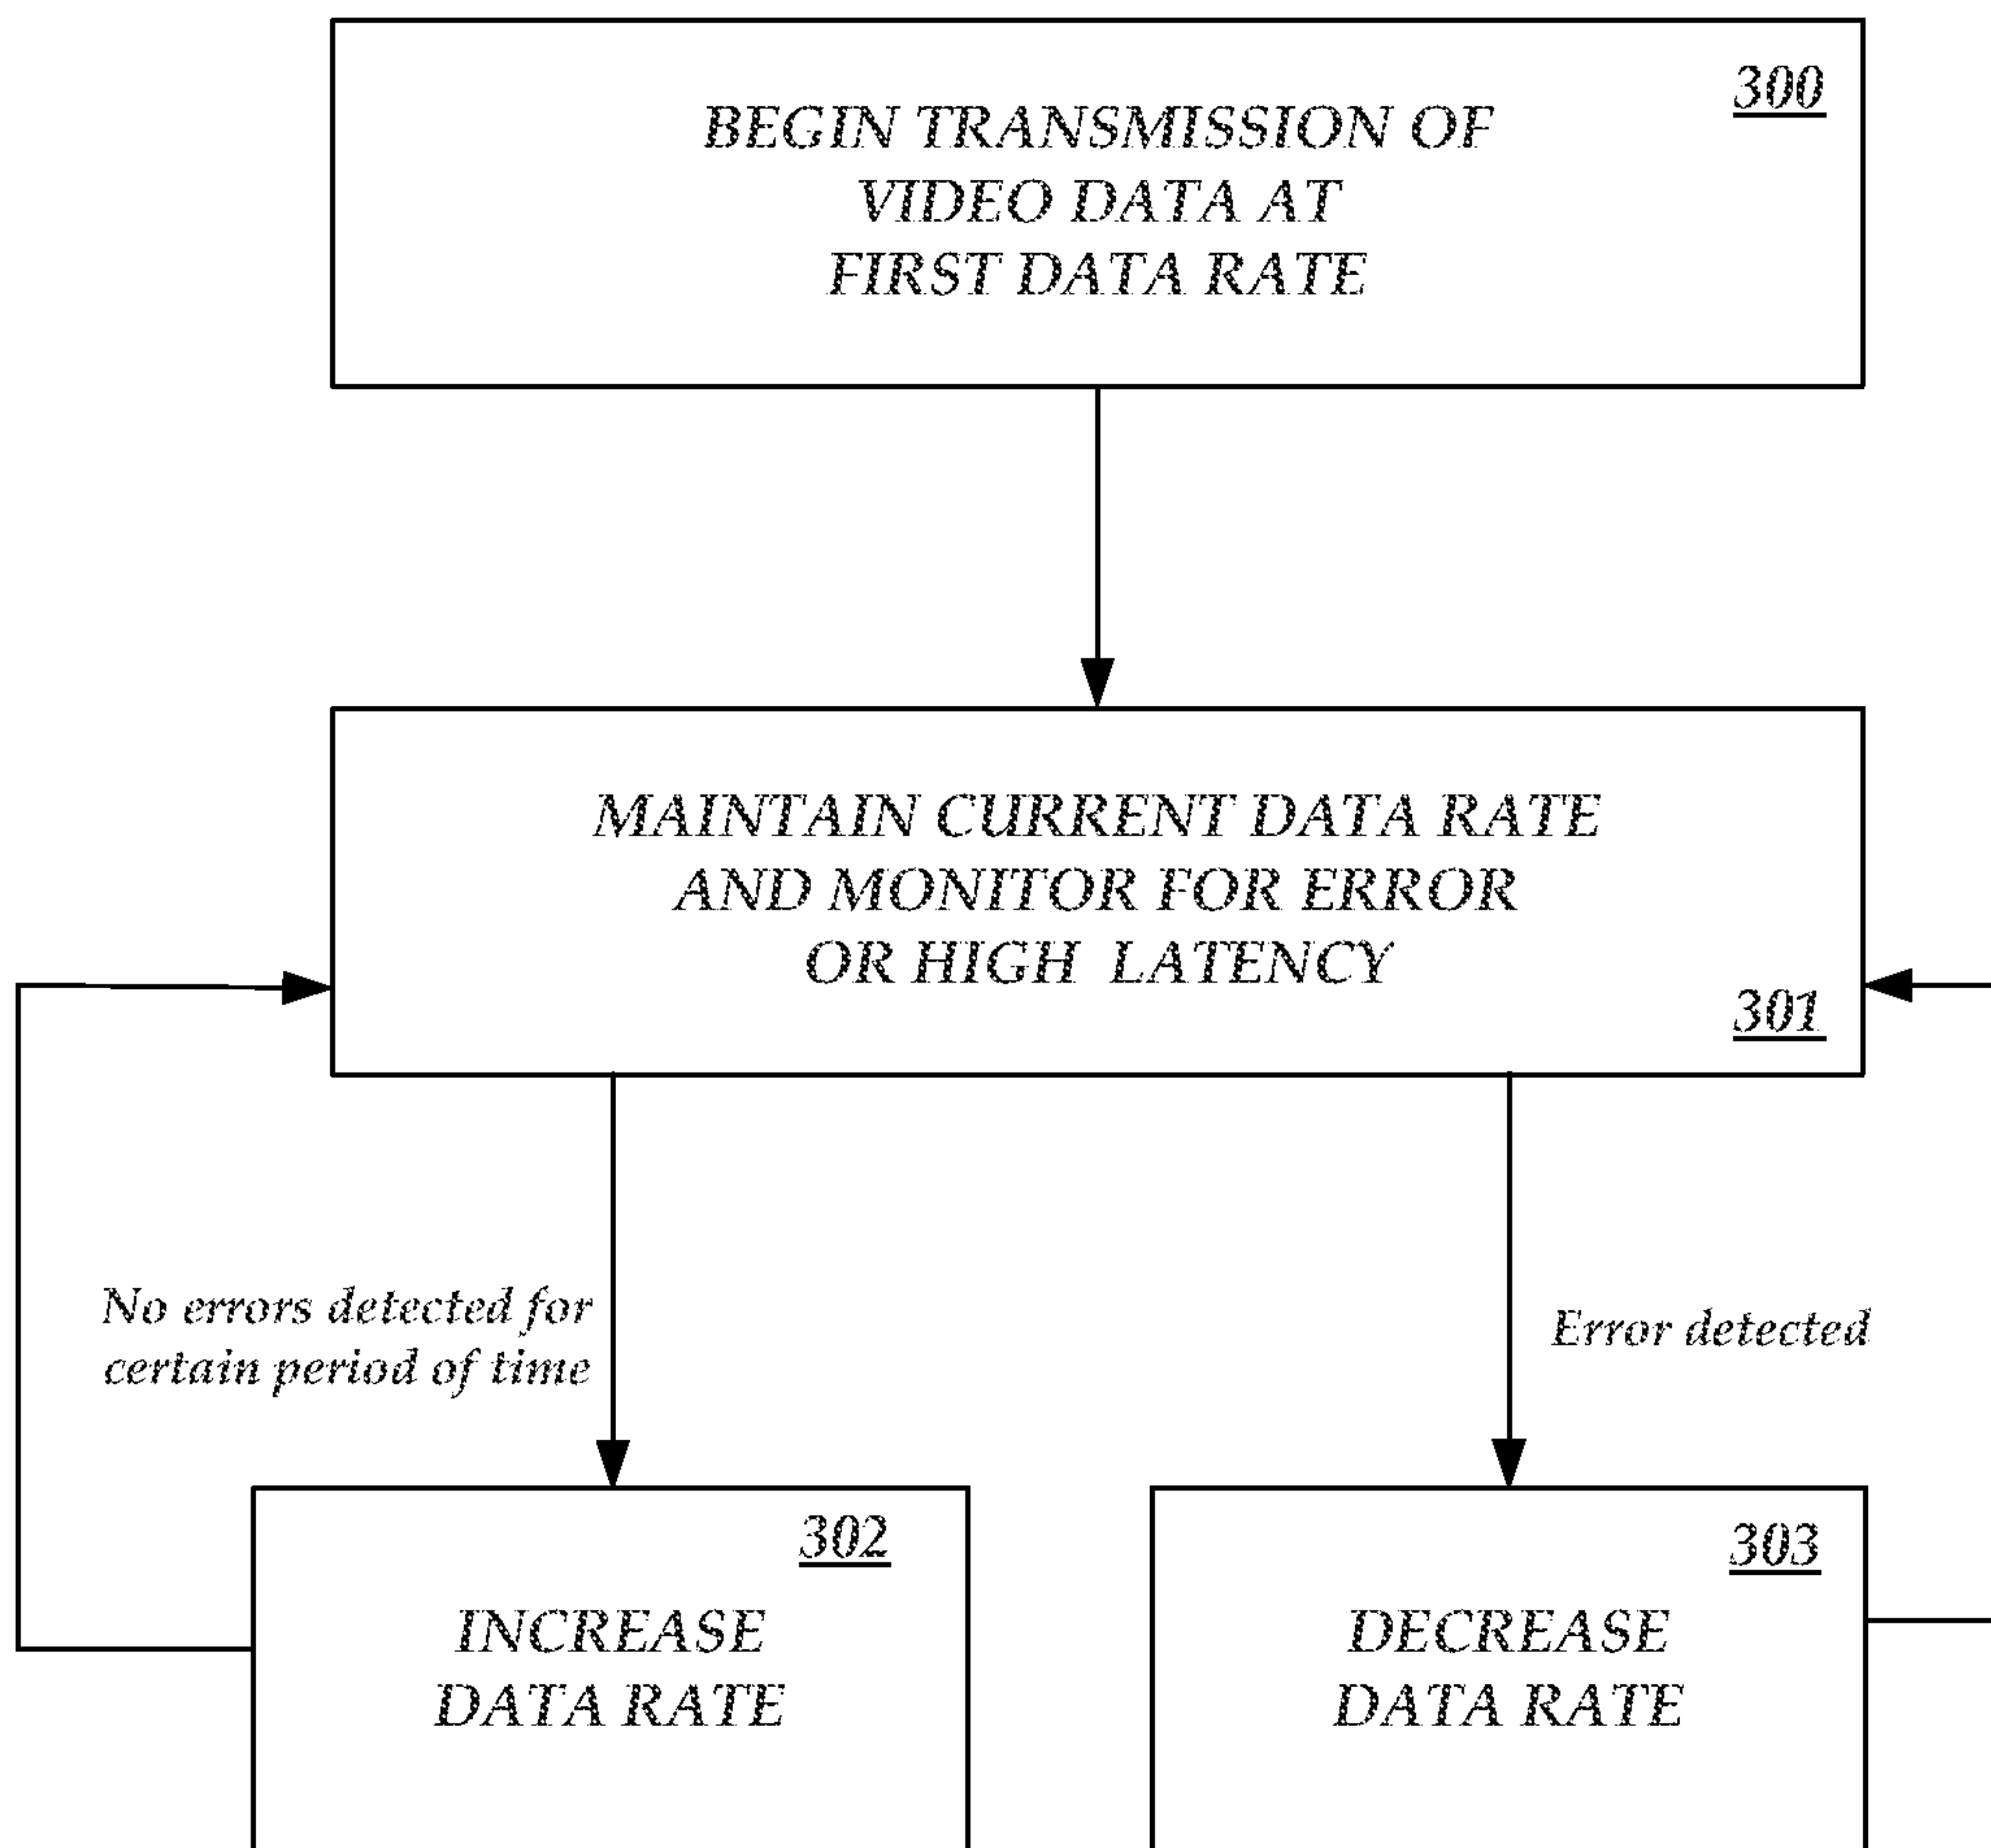 300
BEGIN TRANSMISSION OF
VIDEO DATA AT
FIRST DATA RATE
MAINTAIN CURRENT DATA RATE
AND MONITOR FOR ERROR
OR HIGH LATENCY
301
No errors detected for
certain period of time
Error detected
302
INCREASE
DATA RATE
303
DECREASE
DATA RATE